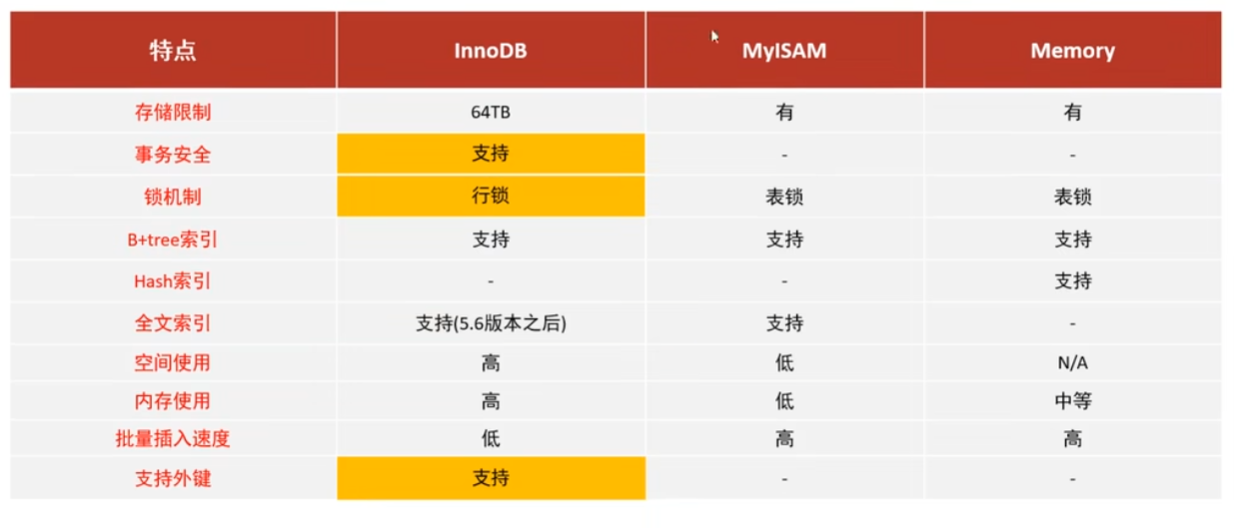 特点 InnoDB MyISAM Memory
存储限制 64TB 有 有
事务安全 支持 - -
锁机制 行锁 表锁 表锁
B+tree索引 支持 支持 支持
Hash索引 - - 支持
全文索引 支持(5.6版本之后) 支持 -
空间使用 高 低 N/A
内存使用 高 低 中等
批量插入速度 低 高 高
支持外键 支持 - -